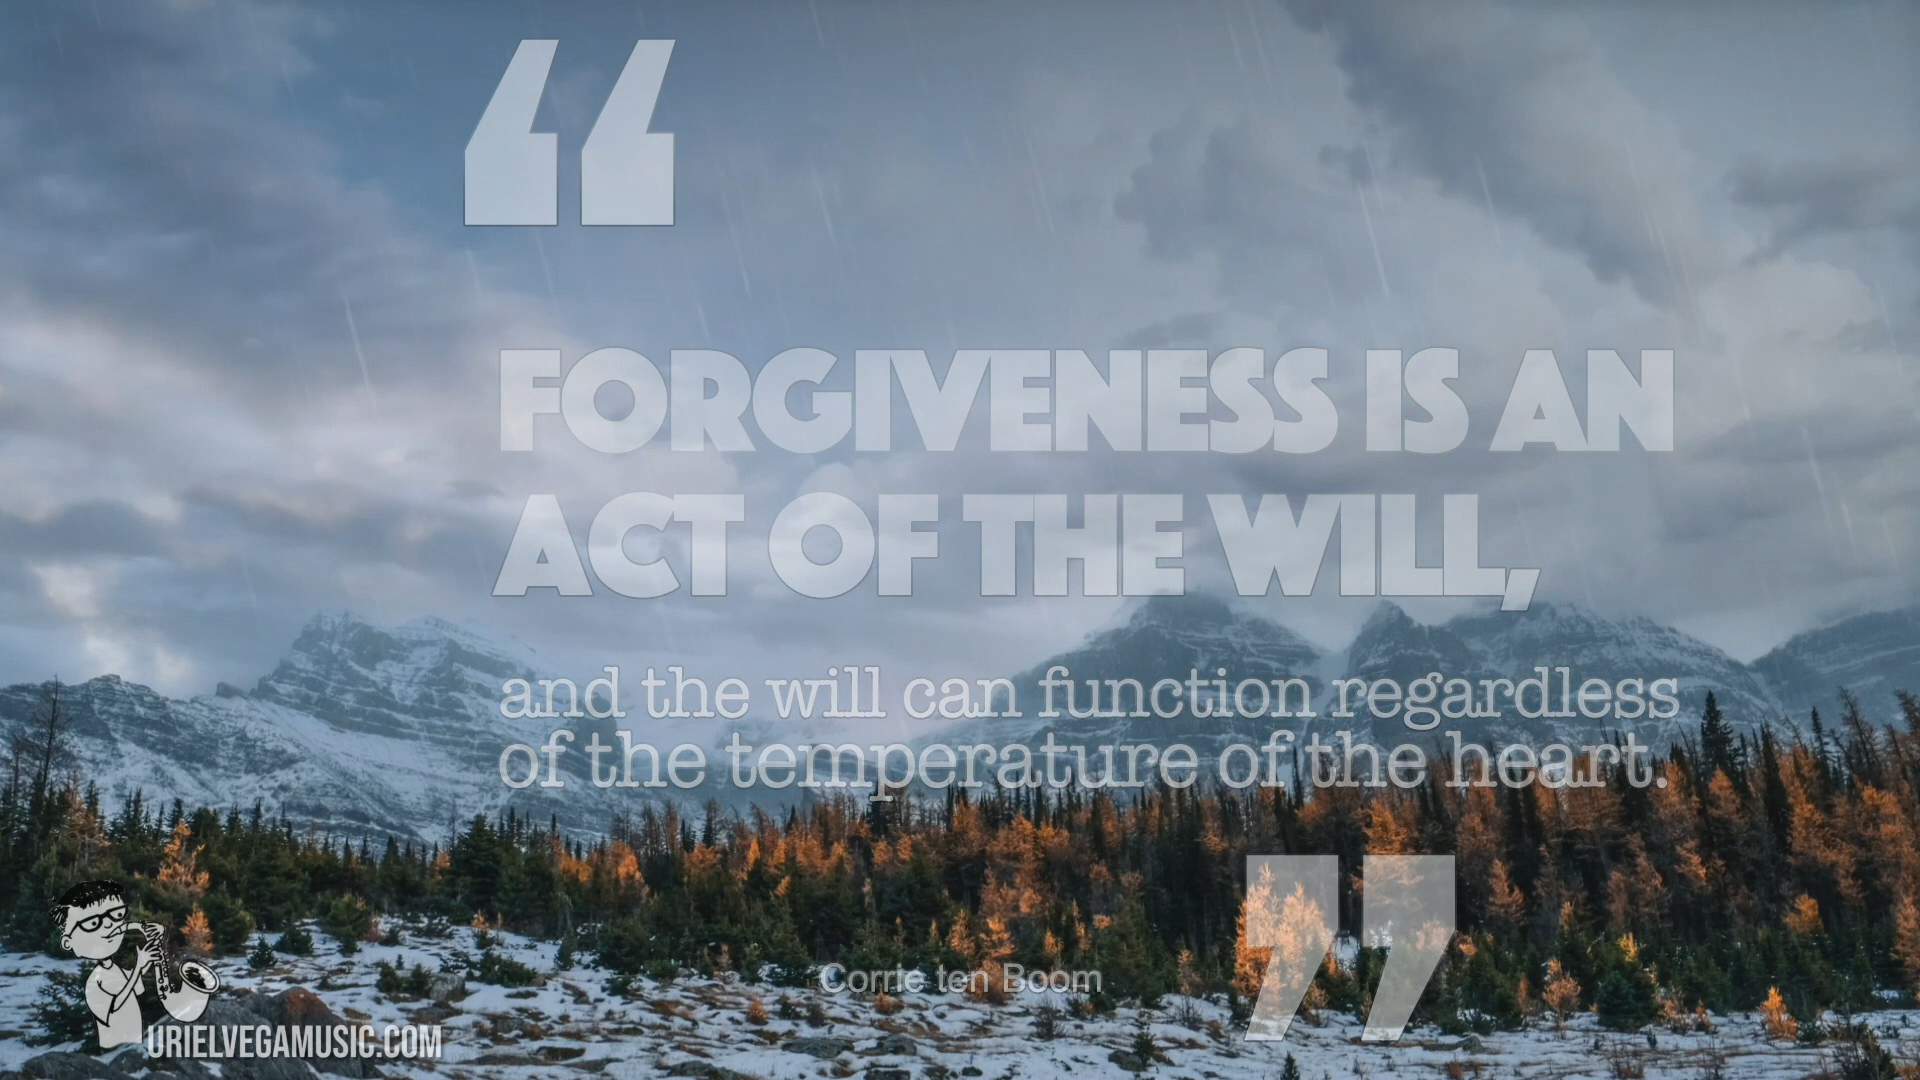 “
FORGIVENESS IS AN
ACT OF THE WILL,
and the will can function regardless
of the temperature of the heart.
”
Corrie ten Boom
URIELVEGAMUSIC.COM